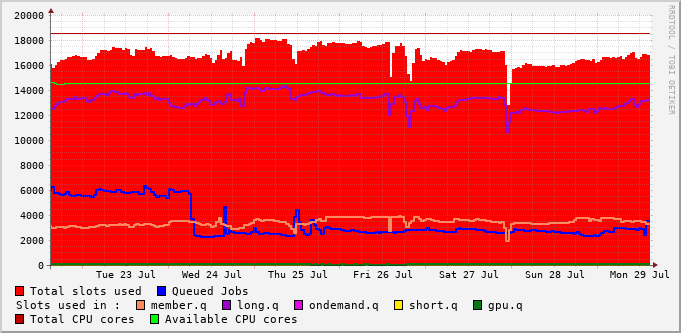 20000
18000
16000
14000
12000
10000
8000
6000
4000
2000
0
Tue 23 Jul Wed 24 Jul Thu 25 Jul Fri 26 Jul Sat 27 Jul Sun 28 Jul Mon 29 Jul
RRDTOOL / TOBI OETIKER
Total slots used Queued Jobs
Slots used in : member.q long.q ondemand.q short.q gpu.q
Total CPU cores Available CPU cores